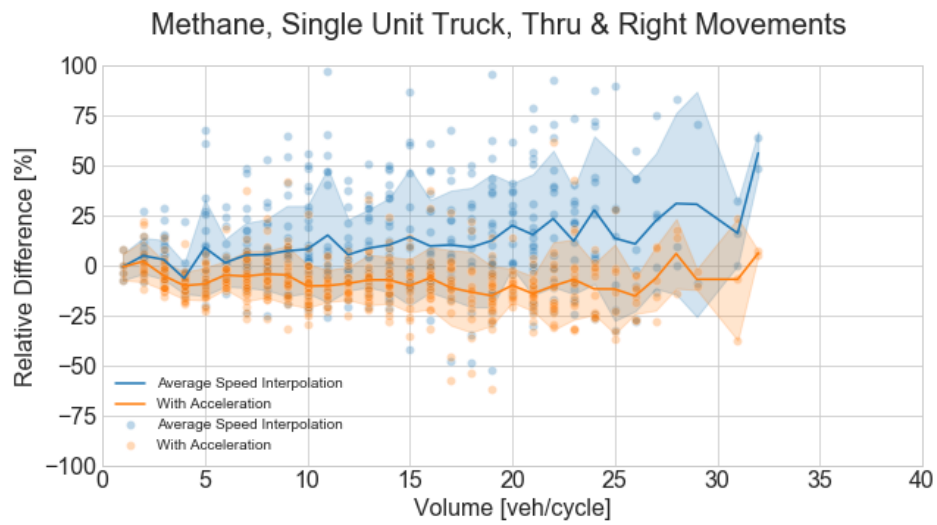 Methane, Single Unit Truck, Thru & Right Movements
100
75
50
25
0
−25
−50
−75
−100
Relative Difference [%]
Average Speed Interpolation
With Acceleration
Average Speed Interpolation
With Acceleration
0 5 10 15 20 25 30 35 40
Volume [veh/cycle]